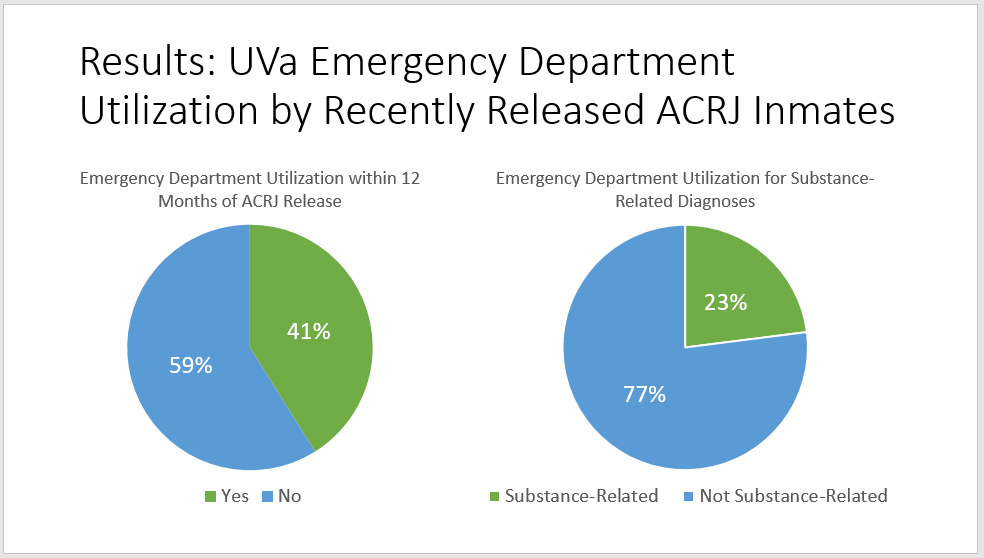 Results: UVa Emergency Department
Utilization by Recently Released ACRJ Inmates
Emergency Department Utilization within 12
Months of ACRJ Release
41%
59%
Yes No
Emergency Department Utilization for Substance-
Related Diagnoses
23%
77%
Substance-Related Not Substance-Related